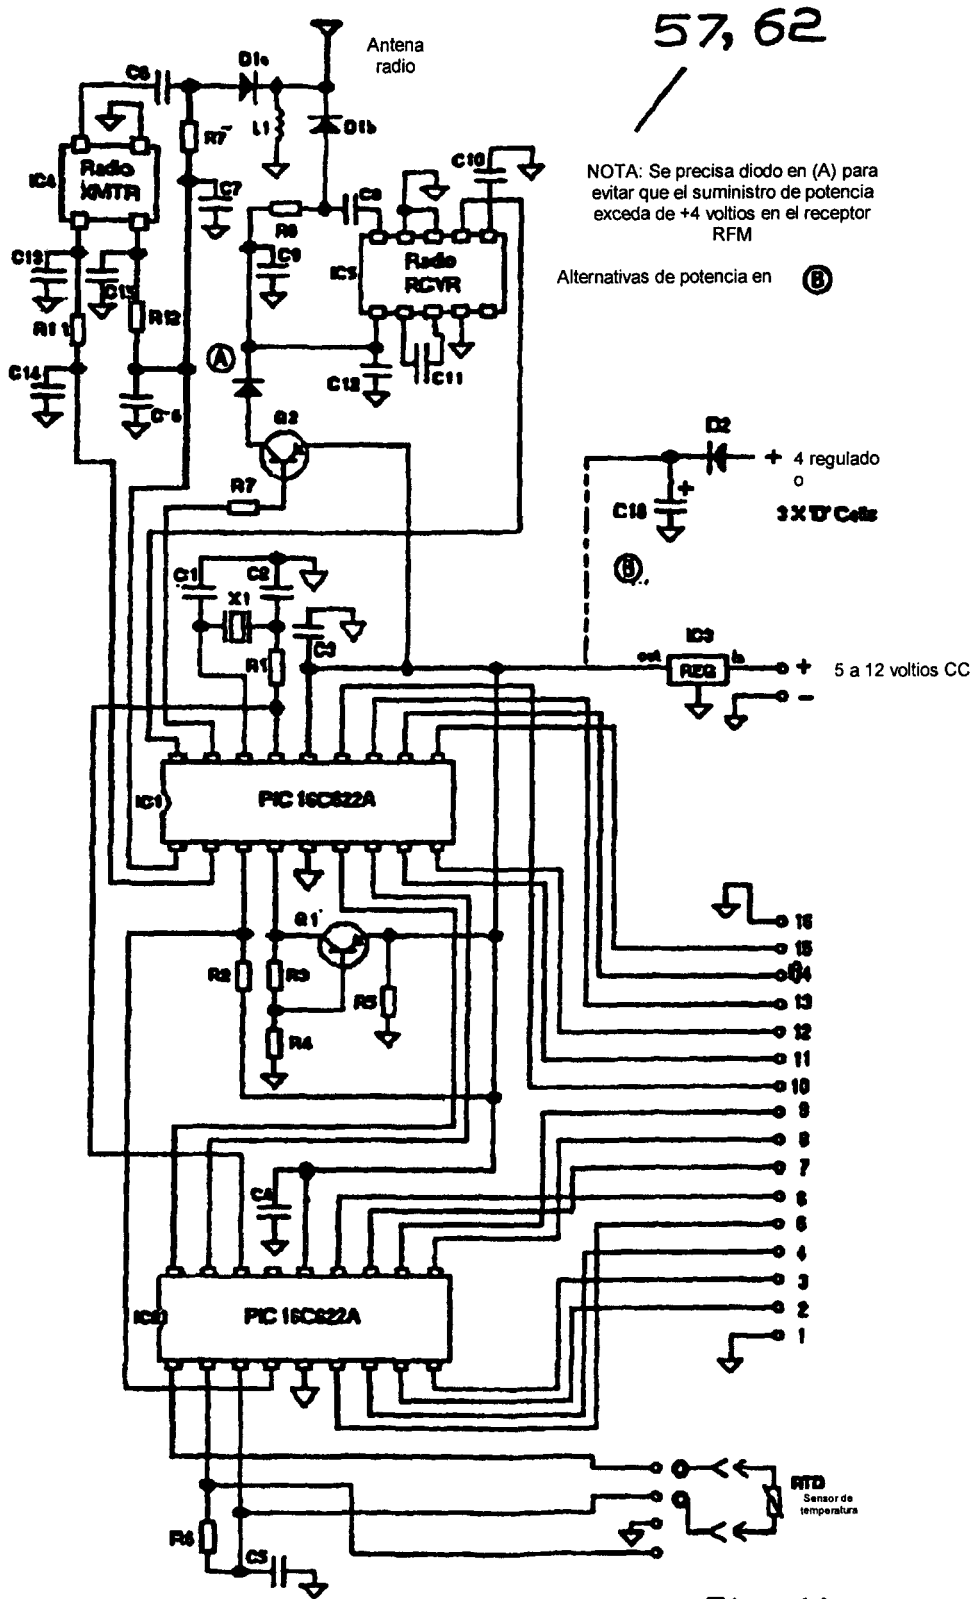 57, 62
Antena
radio
C6
D1a
L1
D1b
R7
IC4
Radio
XMTR
C7
C8
C10
NOTA: Se precisa diodo en (A) para
evitar que el suministro de potencia
exceda de +4 voltios en el receptor
RFM
Alternativas de potencia en B
R8
C9
IC5
Radio
RCVR
C13
R11
R12
C14
A
C12
C11
Q2
R7
D2
+ 4 regulado
o
3 X 'D' Cells
C18
+
B
C1
C2
X1
R1
C3
IC3
out
REG
in
+ 5 a 12 voltios CC
−
IC1
PIC 16C622A
Q1
R2
R3
R5
R4
16
15
14
13
12
11
10
9
8
7
6
5
4
3
2
1
C4
IC2
PIC 16C622A
RTD
Sensor de
temperatura
R6
C5